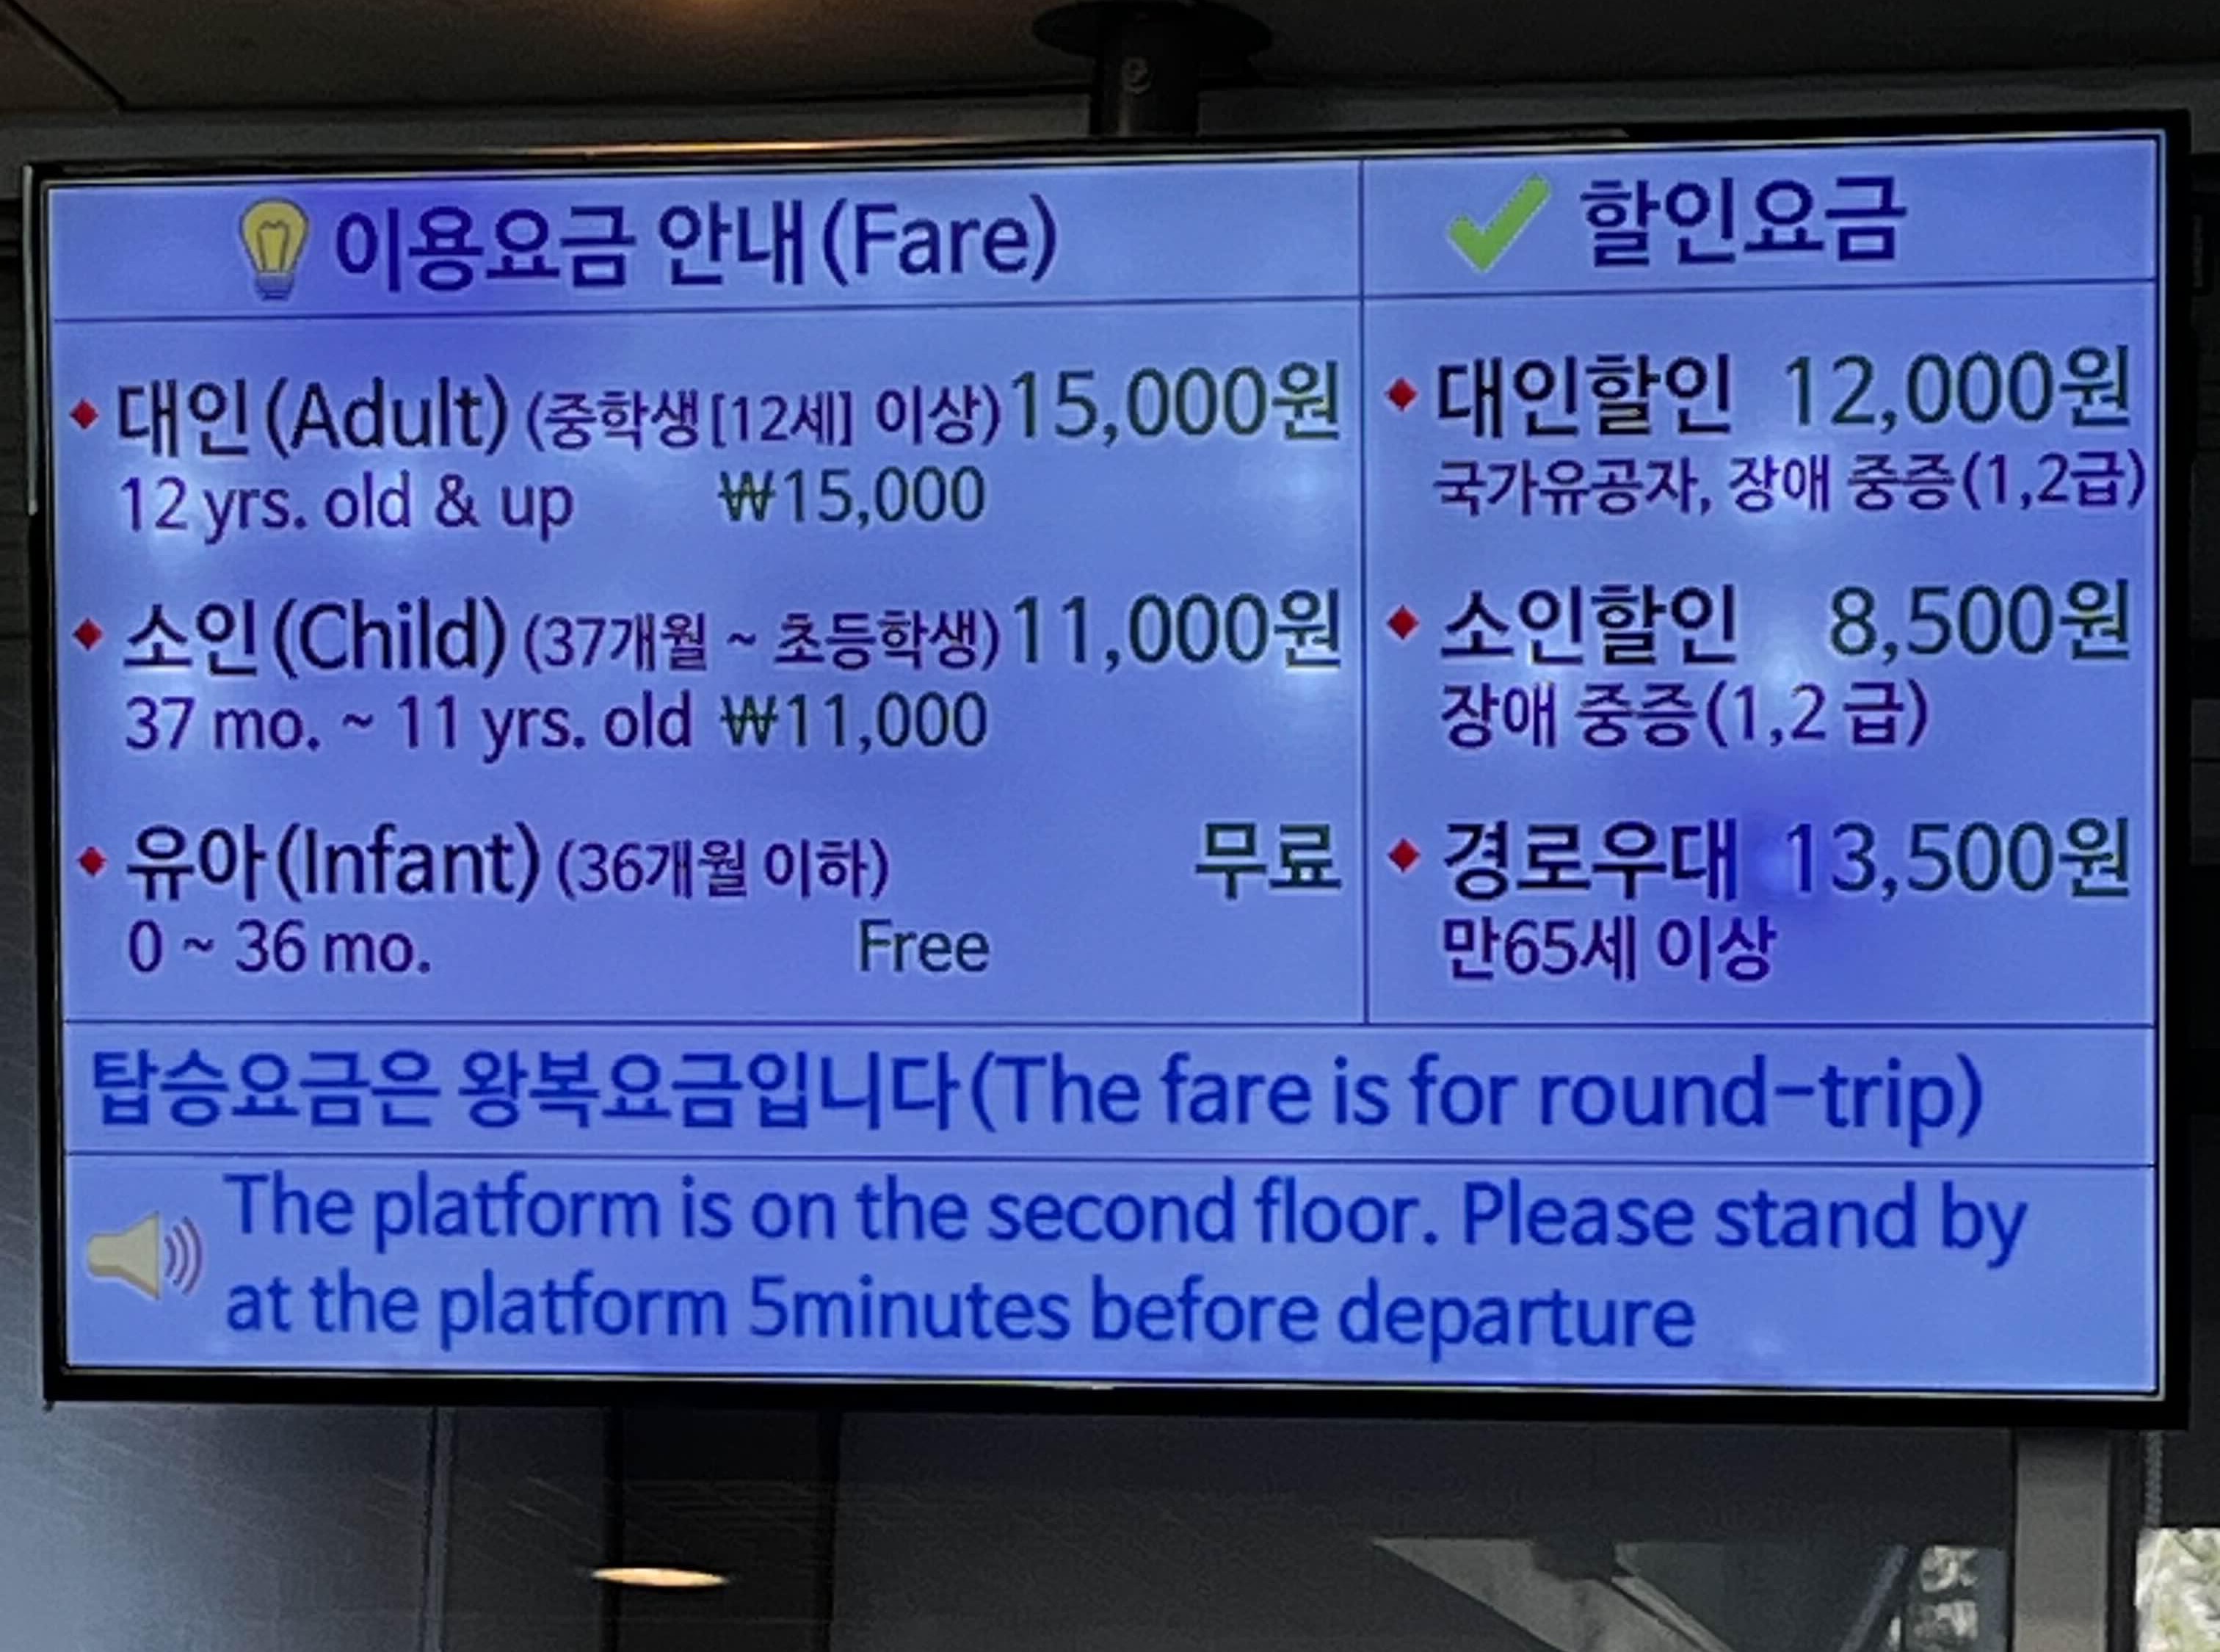 이용요금 안내(Fare)
대인(Adult) (중학생[12세] 이상) 15,000원
12 yrs. old & up ₩15,000
소인(Child) (37개월 ~ 초등학생) 11,000원
37 mo. ~ 11 yrs. old ₩11,000
유아(Infant) (36개월 이하) 무료
0 ~ 36 mo. Free
할인요금
대인할인 12,000원
국가유공자, 장애 중증(1,2급)
소인할인 8,500원
장애 중증(1,2 급)
경로우대 13,500원
만65세 이상
탑승요금은 왕복요금입니다(The fare is for round-trip)
The platform is on the second floor. Please stand by
at the platform 5minutes before departure